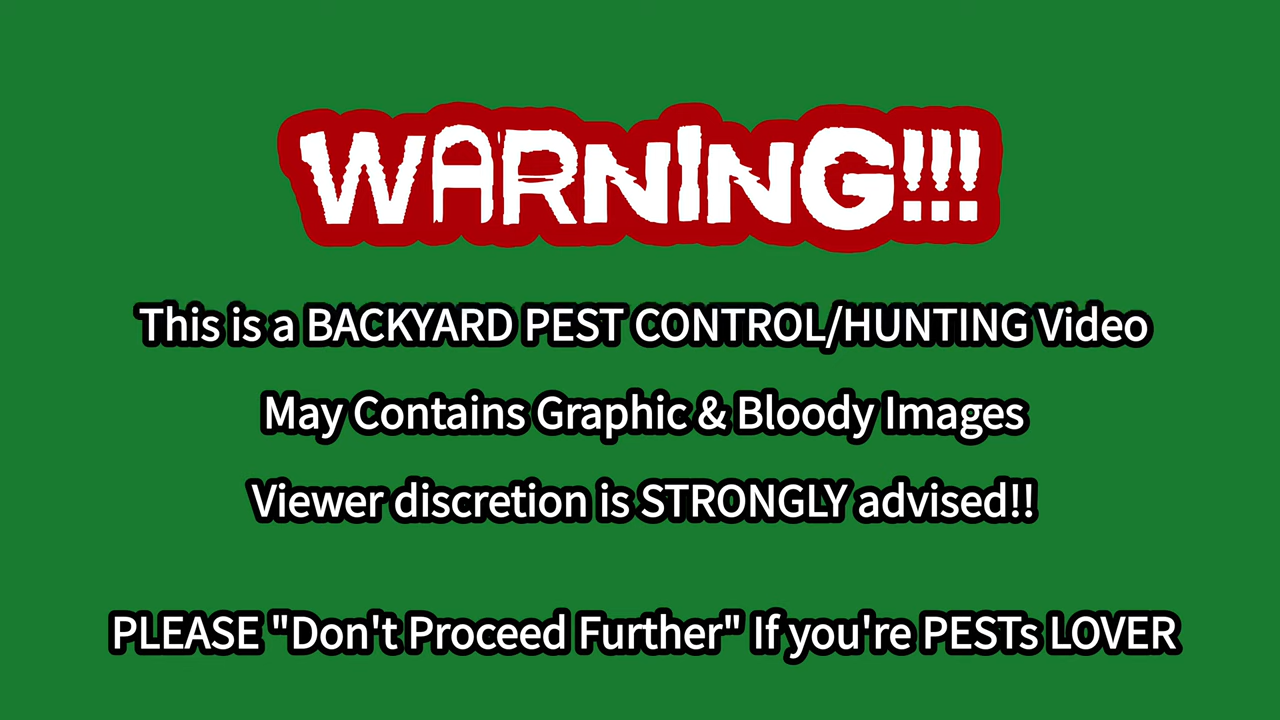 WARNING!!!
This is a BACKYARD PEST CONTROL/HUNTING Video
May Contains Graphic & Bloody Images
Viewer discretion is STRONGLY advised!!
PLEASE "Don't Proceed Further" If you're PESTs LOVER